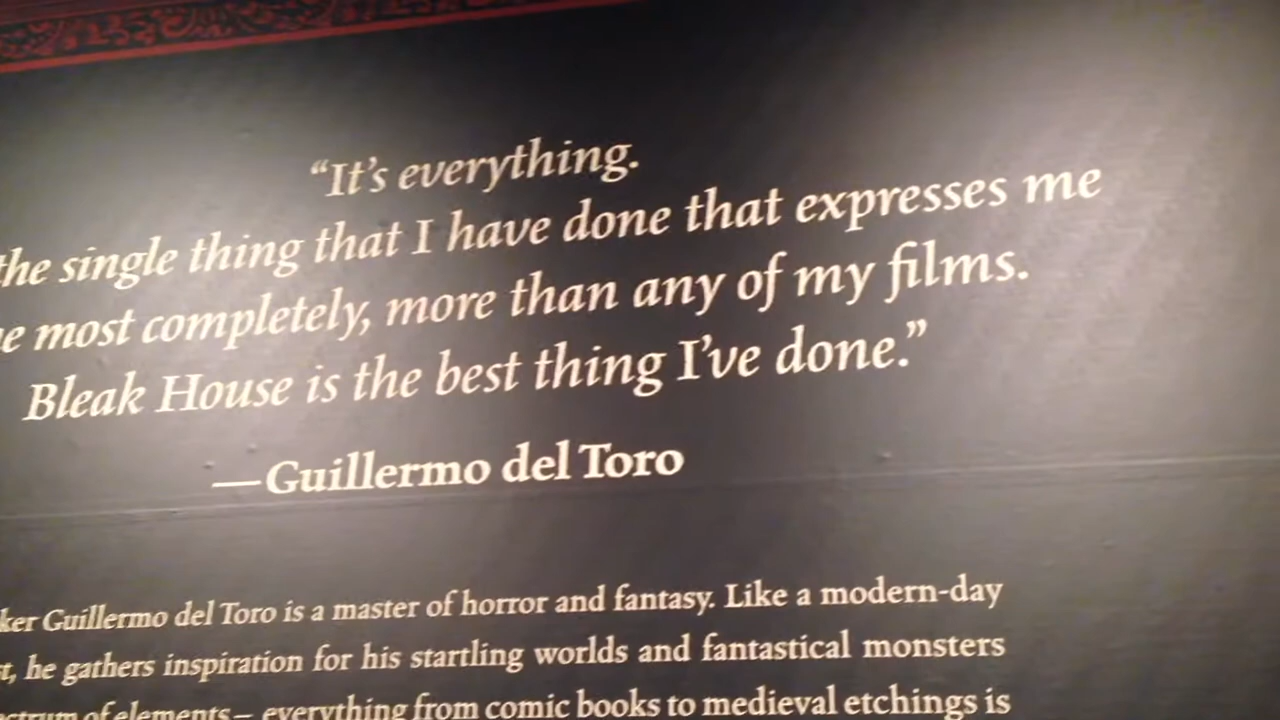 “It’s everything.
the single thing that I have done that expresses me
most completely, more than any of my films.
Bleak House is the best thing I’ve done.”
—Guillermo del Toro
Guillermo del Toro is a master of horror and fantasy. Like a modern-day
he gathers inspiration for his startling worlds and fantastical monsters
of elements– everything from comic books to medieval etchings is